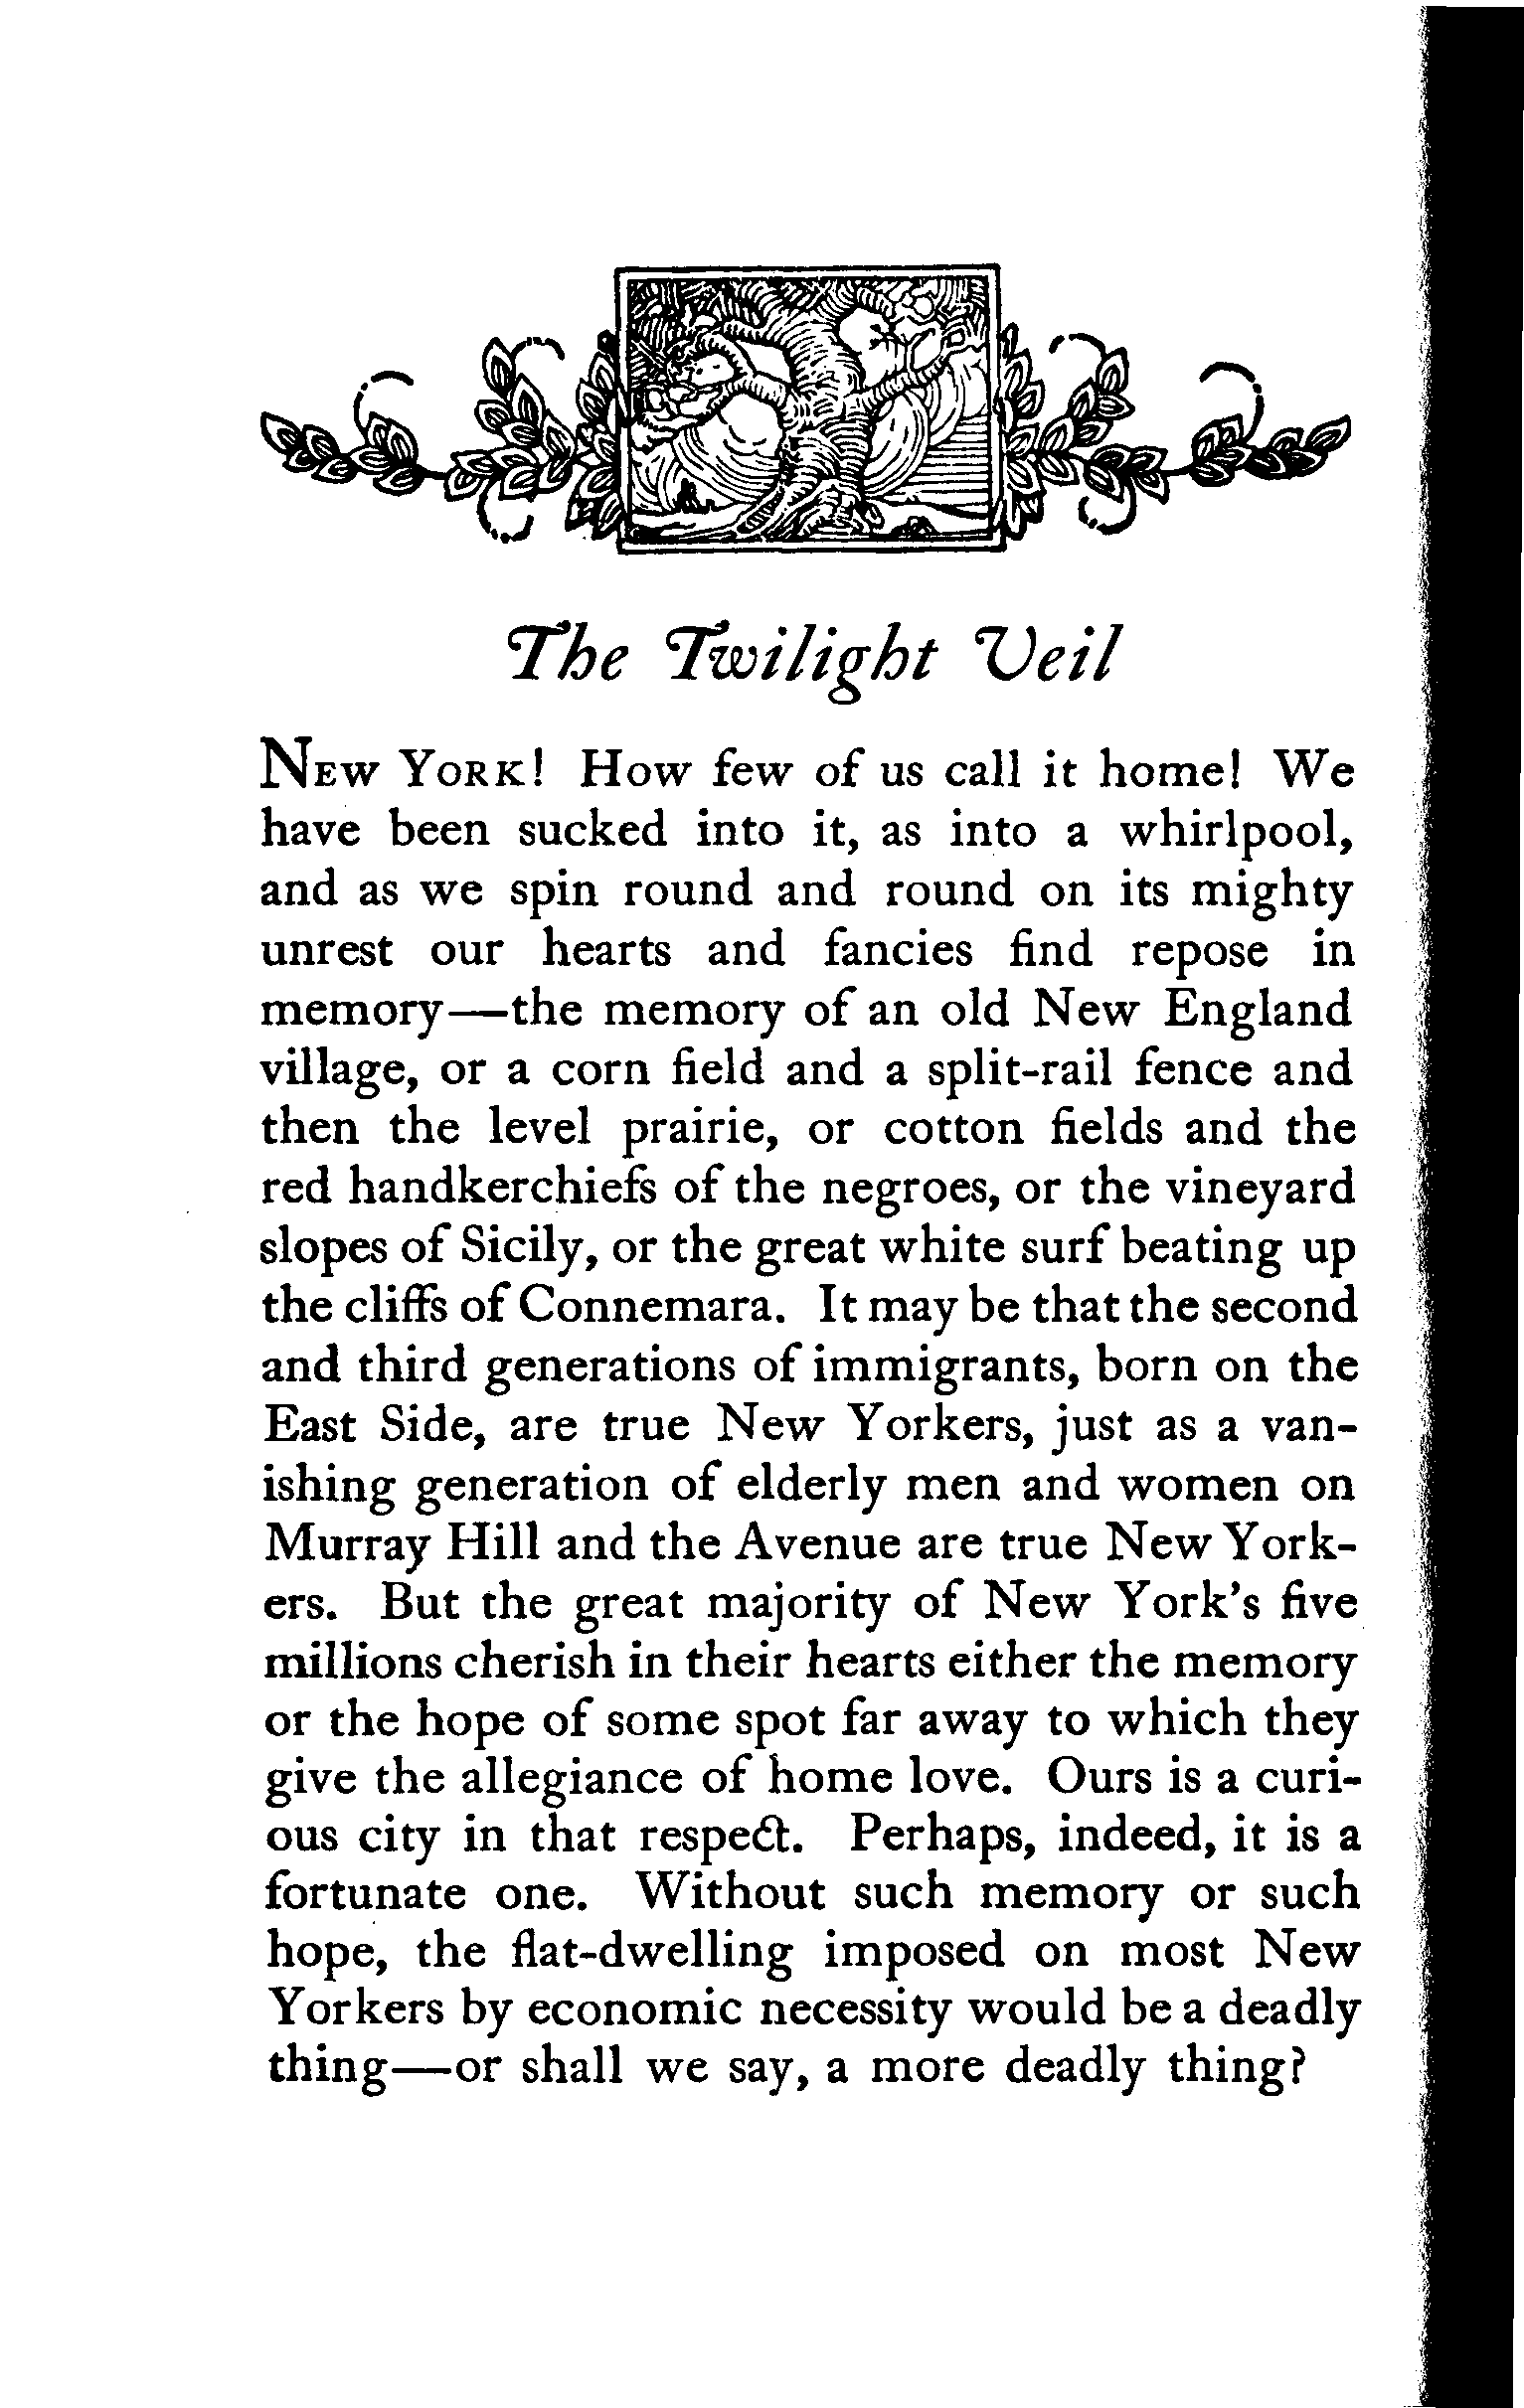 The Twilight Veil
NEW YORK! How few of us call it home! We
have been sucked into it, as into a whirlpool,
and as we spin round and round on its mighty
unrest our hearts and fancies find repose in
memory—the memory of an old New England
village, or a corn field and a split-rail fence and
then the level prairie, or cotton fields and the
red handkerchiefs of the negroes, or the vineyard
slopes of Sicily, or the great white surf beating up
the cliffs of Connemara. It may be that the second
and third generations of immigrants, born on the
East Side, are true New Yorkers, just as a van-
ishing generation of elderly men and women on
Murray Hill and the Avenue are true New York-
ers. But the great majority of New York's five
millions cherish in their hearts either the memory
or the hope of some spot far away to which they
give the allegiance of home love. Ours is a curi-
ous city in that respect. Perhaps, indeed, it is a
fortunate one. Without such memory or such
hope, the flat-dwelling imposed on most New
Yorkers by economic necessity would be a deadly
thing—or shall we say, a more deadly thing?